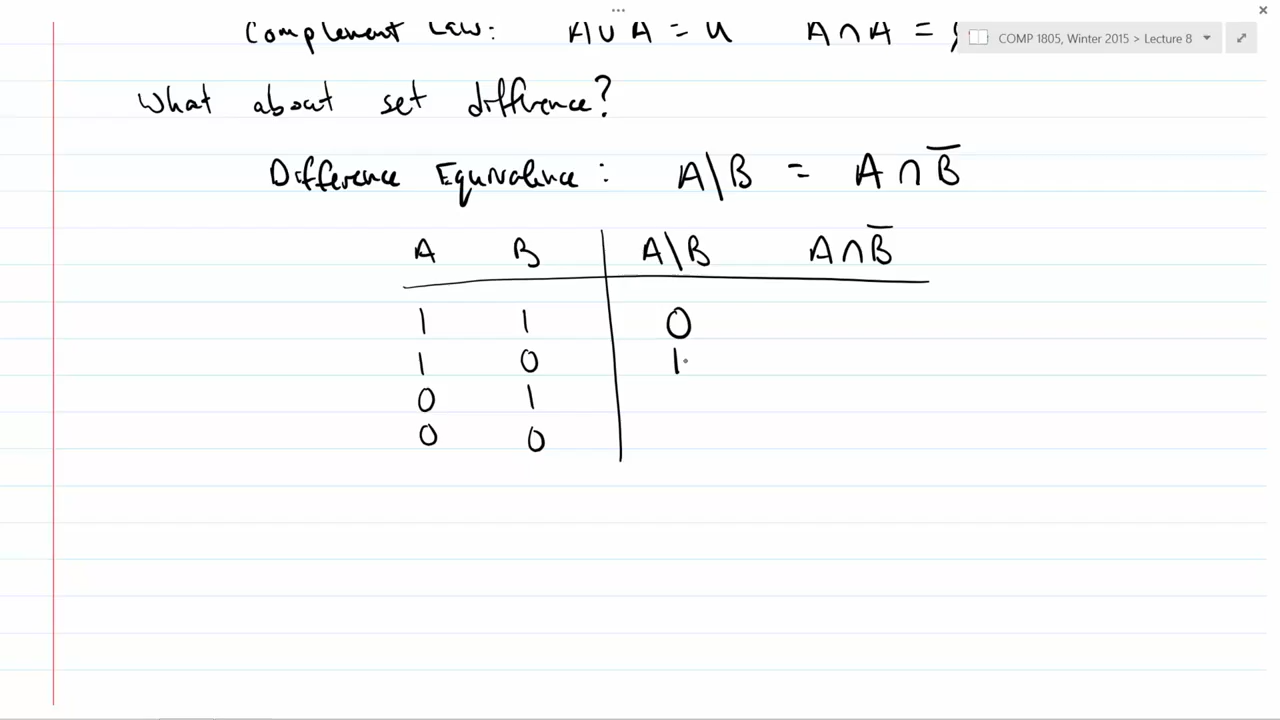 COMP 1805, Winter 2015 > Lecture 8
Complement Law: A ∪ A = U A ∩ A =
What about set difference?
Difference Equivalence: A\B = A ∩ B̅
A B A\B A∩B̅
1 1 0
1 0 1
0 1
0 0